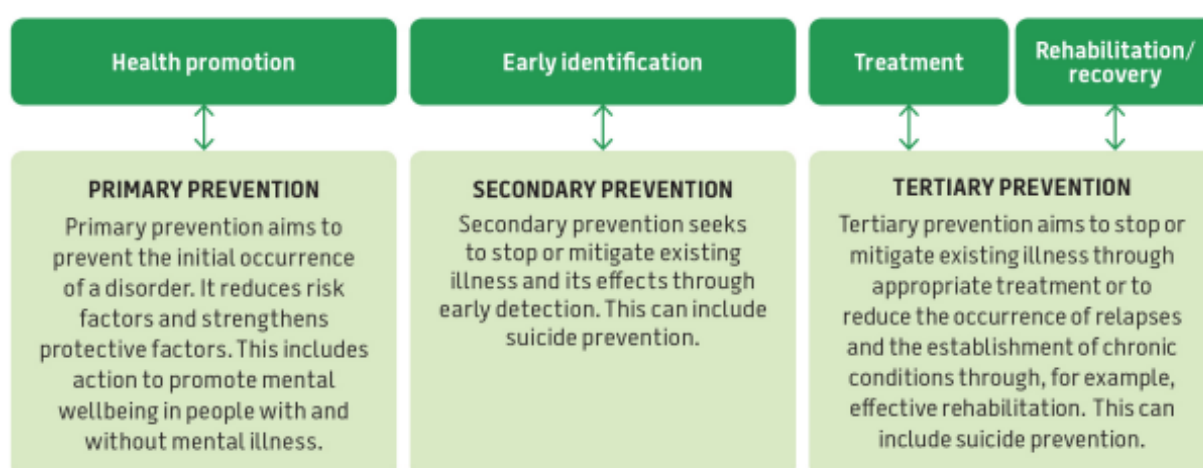 Health promotion
Early identification
Treatment
Rehabilitation/
recovery
PRIMARY PREVENTION
Primary prevention aims to
prevent the initial occurrence
of a disorder. It reduces risk
factors and strengthens
protective factors. This includes
action to promote mental
wellbeing in people with and
without mental illness.
SECONDARY PREVENTION
Secondary prevention seeks
to stop or mitigate existing
illness and its effects through
early detection. This can include
suicide prevention.
TERTIARY PREVENTION
Tertiary prevention aims to stop or
mitigate existing illness through
appropriate treatment or to
reduce the occurrence of relapses
and the establishment of chronic
conditions through, for example,
effective rehabilitation. This can
include suicide prevention.